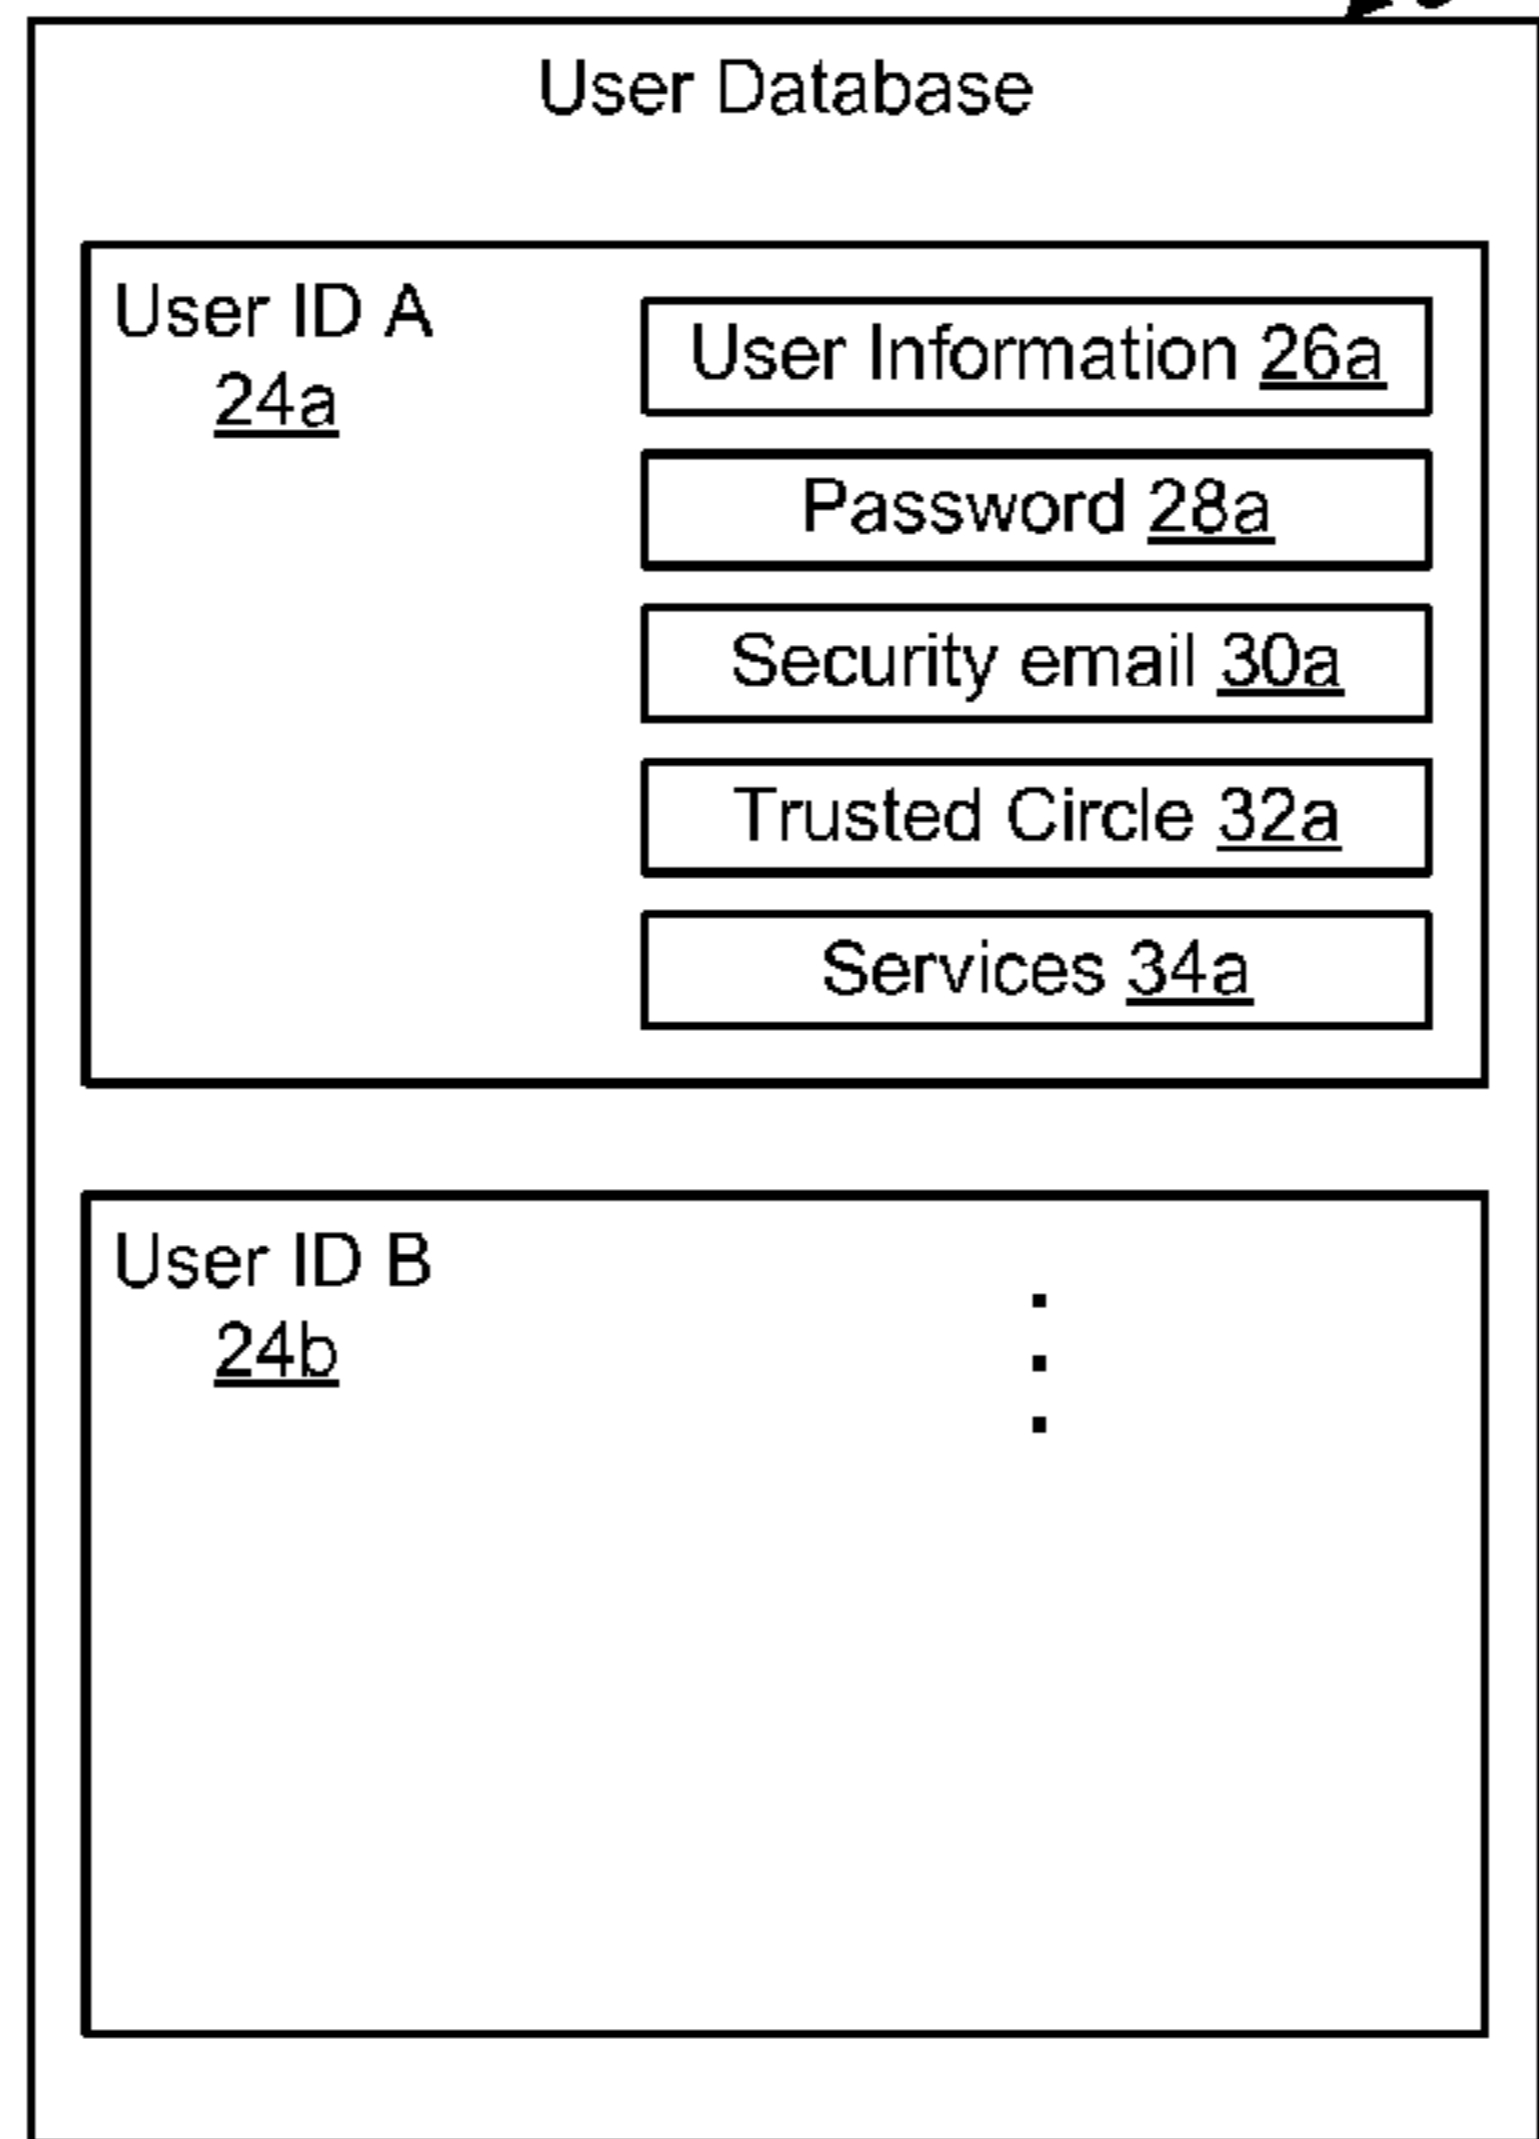 User Database
User ID A
24a
User Information 26a
Password 28a
Security email 30a
Trusted Circle 32a
Services 34a
User ID B
24b